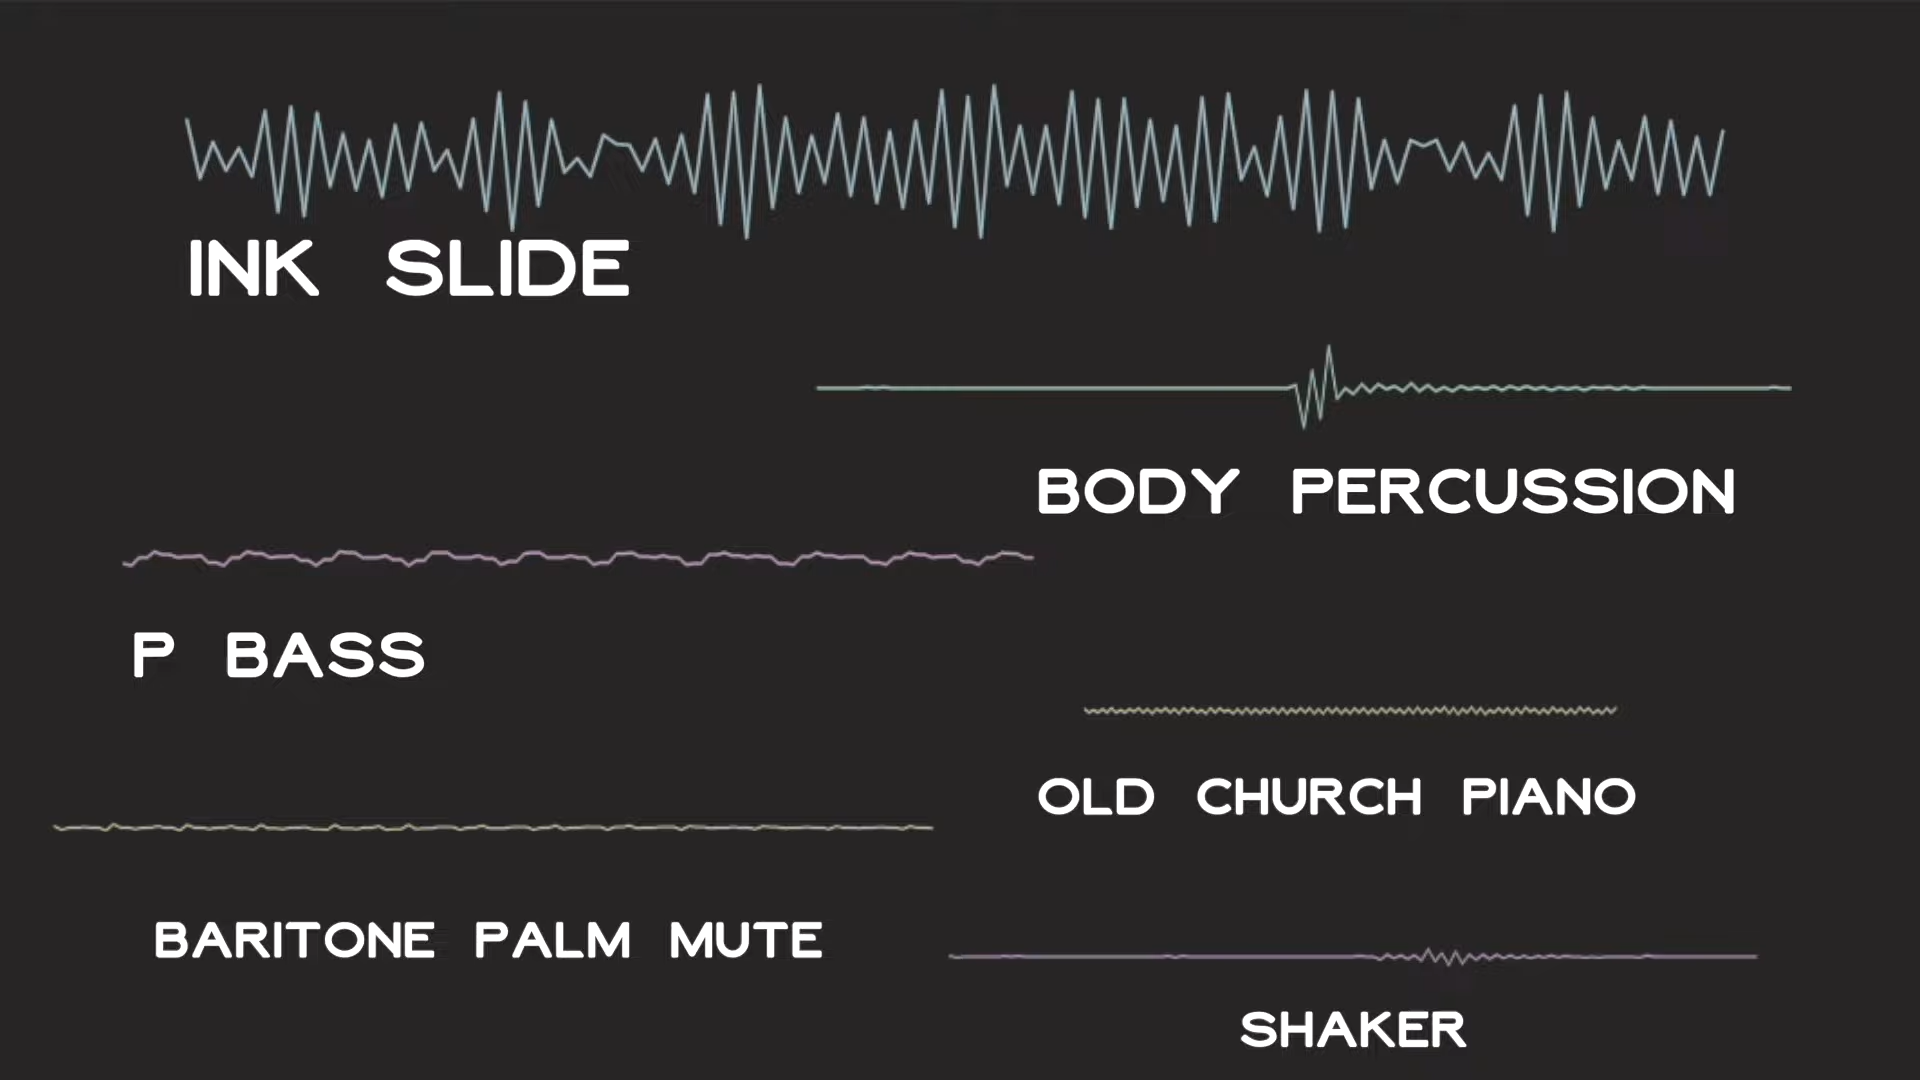 INK SLIDE
BODY PERCUSSION
P BASS
OLD CHURCH PIANO
BARITONE PALM MUTE
SHAKER